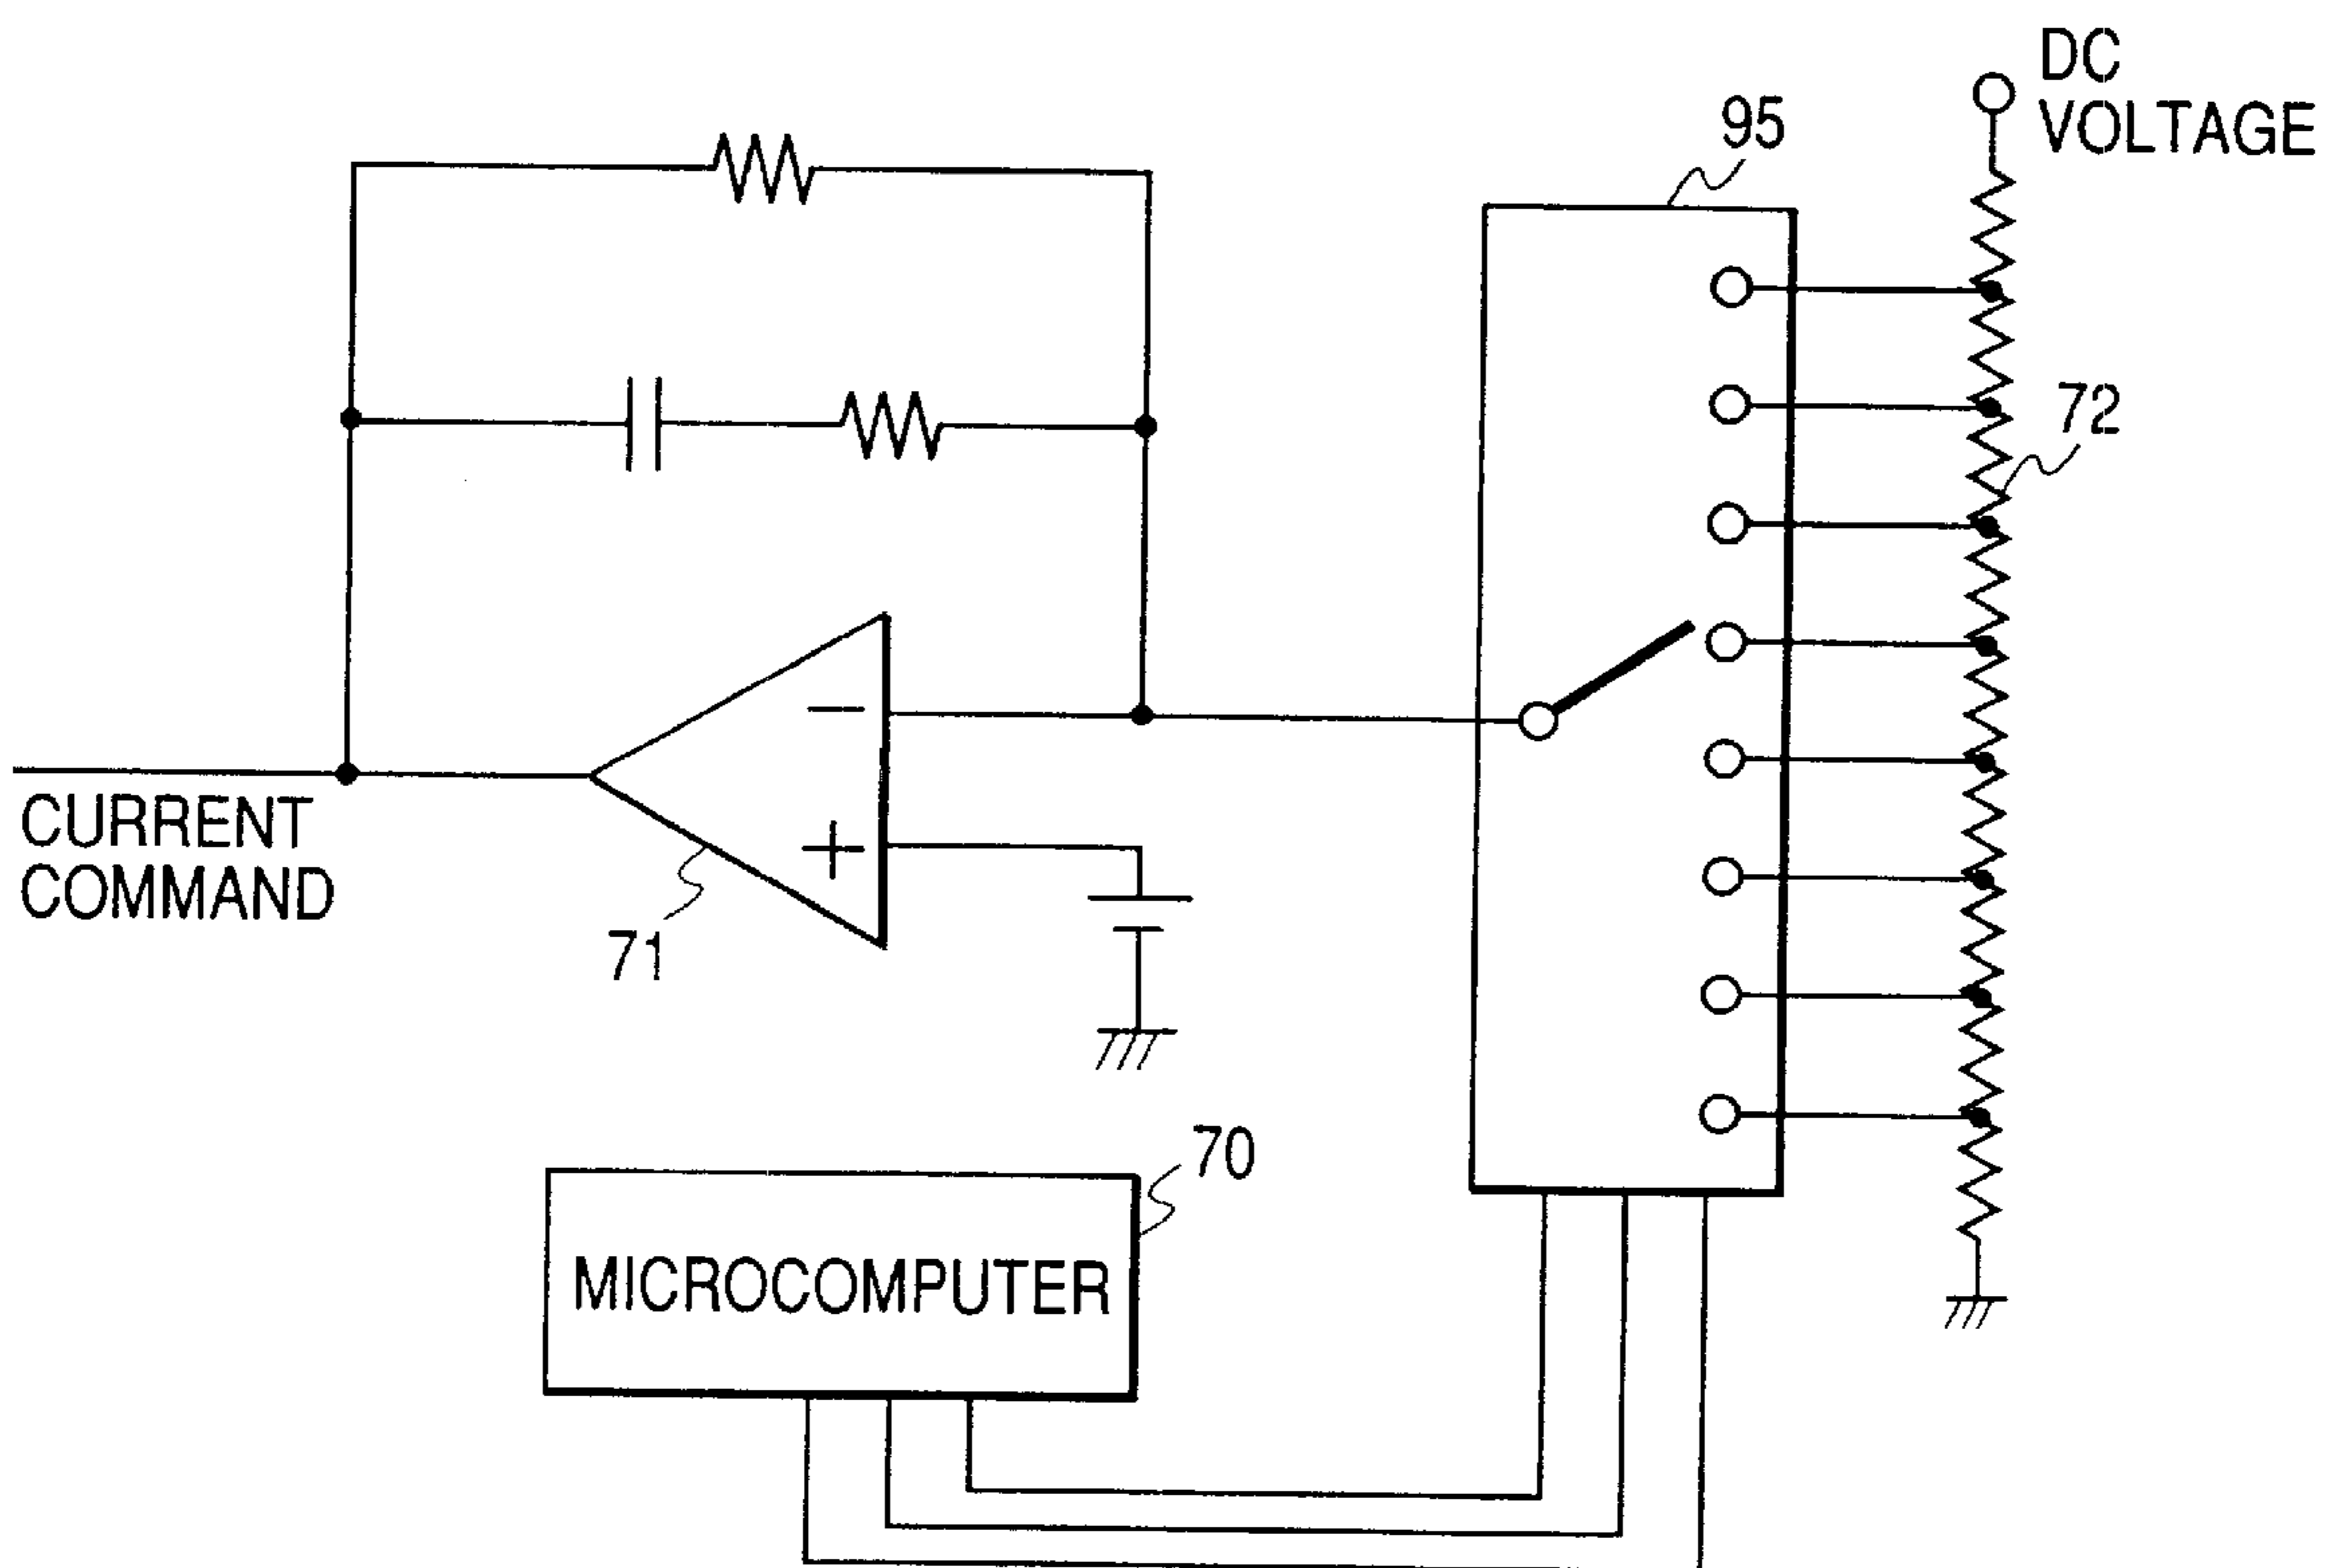 DC
VOLTAGE
95
72
CURRENT
COMMAND
71
70
MICROCOMPUTER